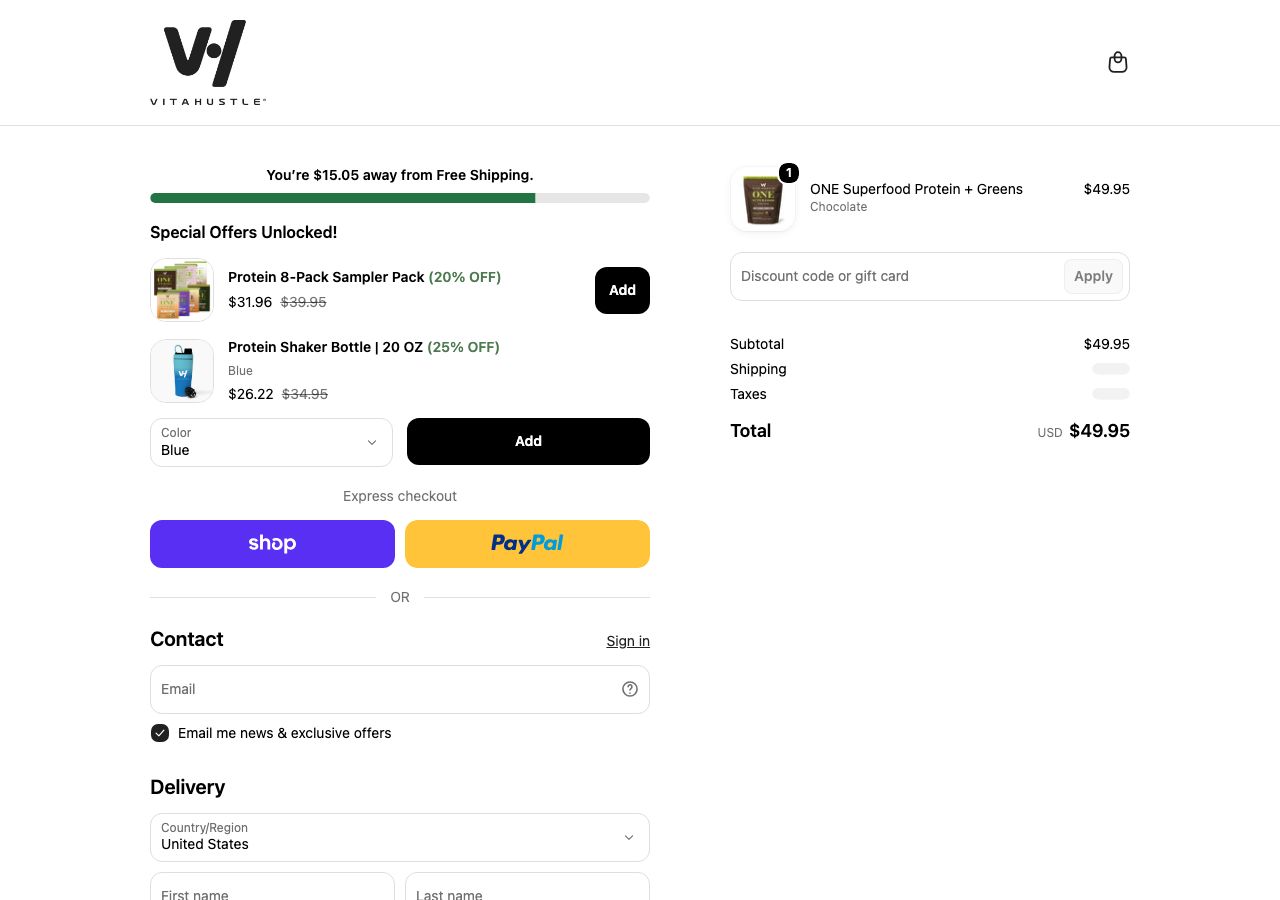 VITAHUSTLE
You're $15.05 away from Free Shipping.
Special Offers Unlocked!
Protein 8-Pack Sampler Pack (20% OFF)
$31.96 $39.95
Add
Protein Shaker Bottle | 20 OZ (25% OFF)
Blue
$26.22 $34.95
Color
Blue
Add
Express checkout
shop
PayPal
OR
Contact
Sign in
Email
Email me news & exclusive offers
Delivery
Country/Region
United States
First name
Last name
1
ONE
ONE Superfood Protein + Greens
$49.95
Chocolate
Discount code or gift card
Apply
Subtotal
$49.95
Shipping
Taxes
Total
USD $49.95